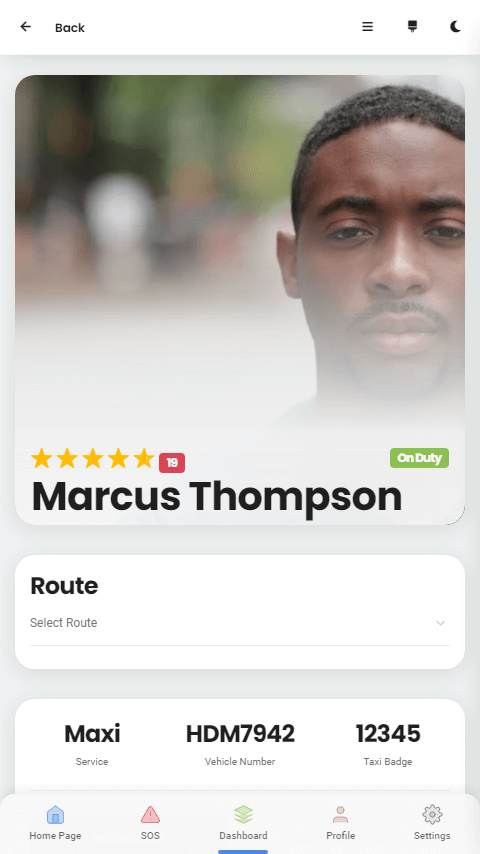 Back
19
On Duty
Marcus Thompson
Route
Select Route
Maxi HDM7942 12345
Service Vehicle Number Taxi Badge
Home Page SOS Dashboard Profile Settings